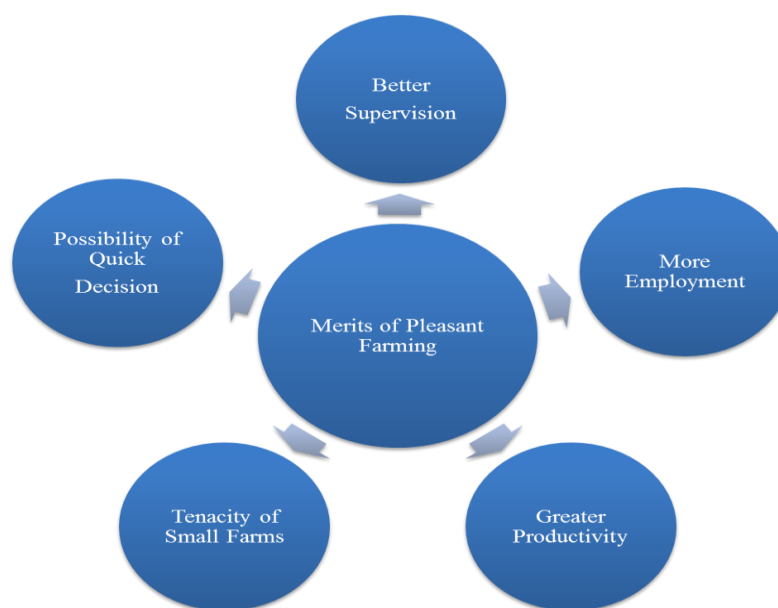 Better
Supervision
Possibility of
Quick
Decision
More
Employment
Merits of Pleasant
Farming
Tenacity of
Small Farms
Greater
Productivity